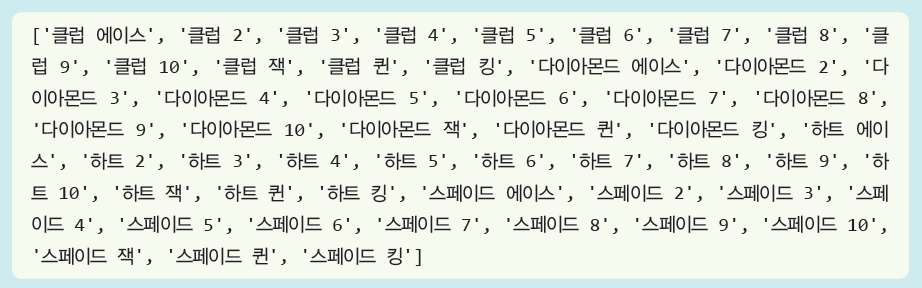 ['클럽 에이스', '클럽 2', '클럽 3', '클럽 4', '클럽 5', '클럽 6', '클럽 7', '클럽 8', '클
럽 9', '클럽 10', '클럽 잭', '클럽 퀸', '클럽 킹', '다이아몬드 에이스', '다이아몬드 2', '다
이아몬드 3', '다이아몬드 4', '다이아몬드 5', '다이아몬드 6', '다이아몬드 7', '다이아몬드 8',
'다이아몬드 9', '다이아몬드 10', '다이아몬드 잭', '다이아몬드 퀸', '다이아몬드 킹', '하트 에이
스', '하트 2', '하트 3', '하트 4', '하트 5', '하트 6', '하트 7', '하트 8', '하트 9', '하
트 10', '하트 잭', '하트 퀸', '하트 킹', '스페이드 에이스', '스페이드 2', '스페이드 3', '스페
이드 4', '스페이드 5', '스페이드 6', '스페이드 7', '스페이드 8', '스페이드 9', '스페이드 10',
'스페이드 잭', '스페이드 퀸', '스페이드 킹']